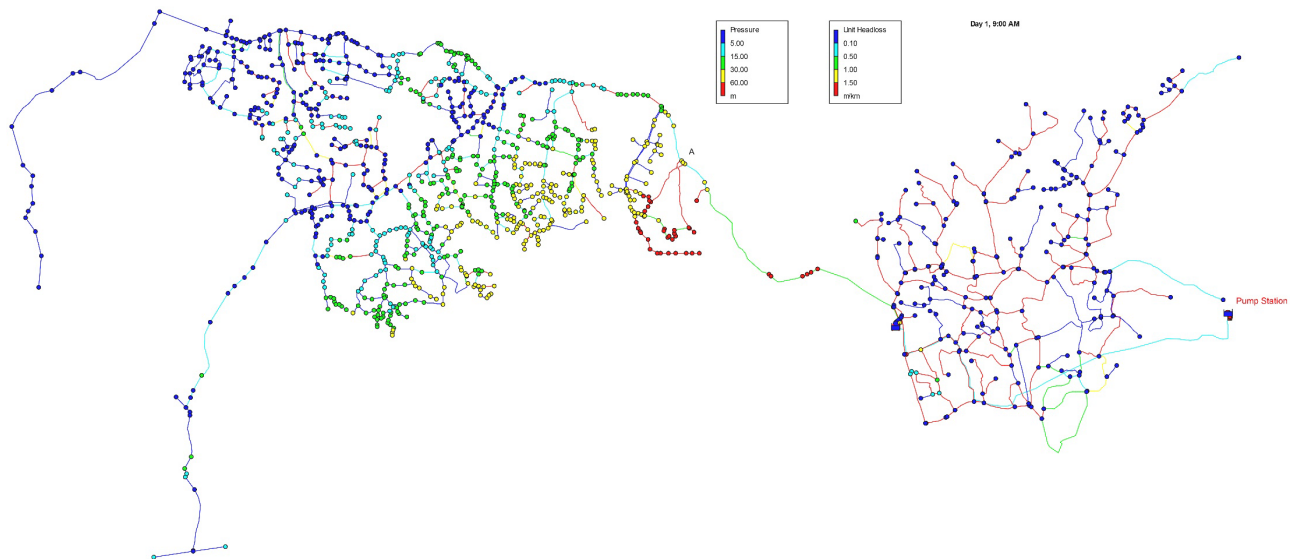 Pressure
5.00
15.00
30.00
60.00
m
Unit Headloss
0.10
0.50
1.00
1.50
m/km
Day 1, 9:00 AM
A
Pump Station